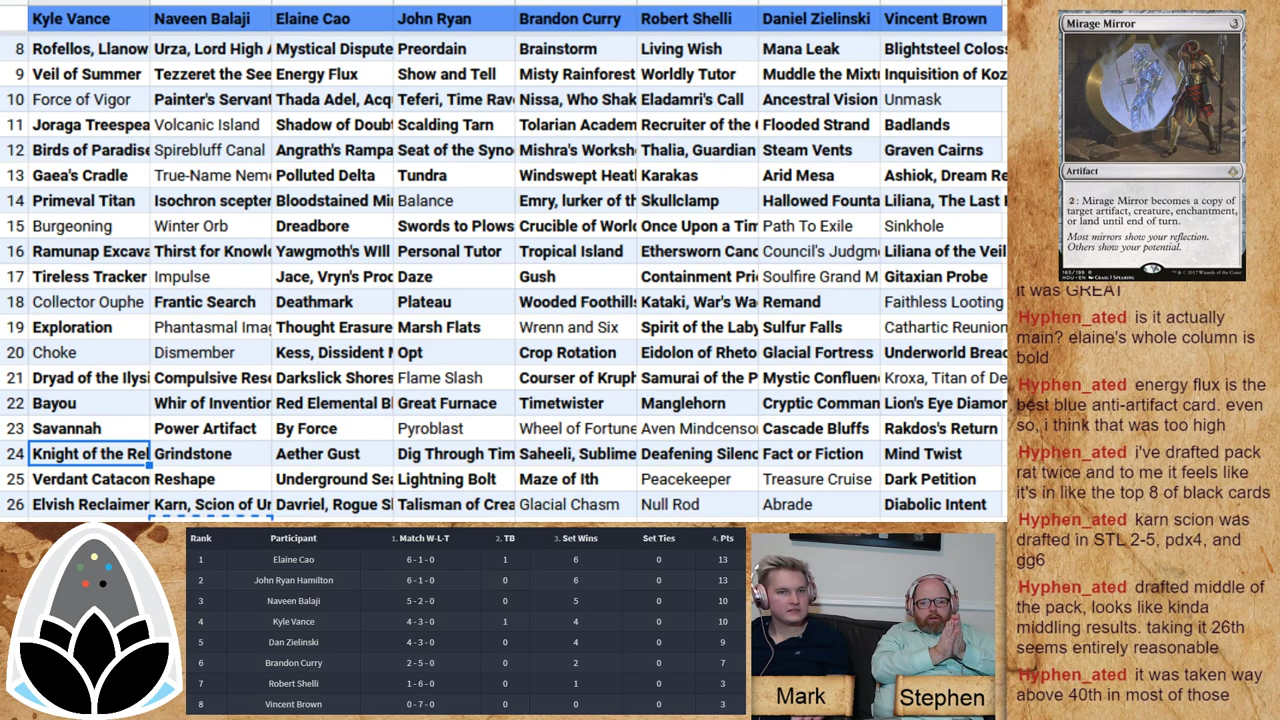 Kyle Vance Naveen Balaji Elaine Cao John Ryan Brandon Curry Robert Shelli Daniel Zielinski Vincent Brown
8 Rofellos, Llanow Urza, Lord High A Mystical Dispute Preordain Brainstorm Living Wish Mana Leak Blightsteel Coloss
9 Veil of Summer Tezzeret the See Energy Flux Show and Tell Misty Rainforest Worldly Tutor Muddle the Mixtu Inquisition of Koz
10 Force of Vigor Painter's Servant Thada Adel, Acq Teferi, Time Rav Nissa, Who Shak Eladamri's Call Ancestral Vision Unmask
11 Joraga Treespea Volcanic Island Shadow of Doubt Scalding Tarn Tolarian Academ Recruiter of the Flooded Strand Badlands
12 Birds of Paradise Spirebluff Canal Angrath's Rampa Seat of the Syno Mishra's Worksh Thalia, Guardian Steam Vents Graven Cairns
13 Gaea's Cradle True-Name Neme Polluted Delta Tundra Windswept Heath Karakas Arid Mesa Ashiok, Dream Re
14 Primeval Titan Isochron scepter Bloodstained Mir Balance Emry, lurker of th Skullclamp Hallowed Founta Liliana, The Last
15 Burgeoning Winter Orb Dreadbore Swords to Plows Crucible of World Once Upon a Tim Path To Exile Sinkhole
16 Ramunap Excava Thirst for Knowle Yawgmoth's WIll Personal Tutor Tropical Island Ethersworn Cano Council's Judgme Liliana of the Veil
17 Tireless Tracker Impulse Jace, Vryn's Proc Daze Gush Containment Prie Soulfire Grand M Gitaxian Probe
18 Collector Ouphe Frantic Search Deathmark Plateau Wooded Foothills Kataki, War's Wa Remand Faithless Looting
19 Exploration Phantasmal Imag Thought Erasure Marsh Flats Wrenn and Six Spirit of the Laby Sulfur Falls Cathartic Reunion
20 Choke Dismember Kess, Dissident M Opt Crop Rotation Eidolon of Rheto Glacial Fortress Underworld Breac
21 Dryad of the Ilysi Compulsive Rese Darkslick Shores Flame Slash Courser of Kruph Samurai of the P Mystic Confluen Kroxa, Titan of De
22 Bayou Whir of Invention Red Elemental Bl Great Furnace Timetwister Manglehorn Cryptic Comman Lion's Eye Diamon
23 Savannah Power Artifact By Force Pyroblast Wheel of Fortune Aven Mindcenso Cascade Bluffs Rakdos's Return
24 Knight of the Rel Grindstone Aether Gust Dig Through Tim Saheeli, Sublime Deafening Silenc Fact or Fiction Mind Twist
25 Verdant Catacom Reshape Underground Sea Lightning Bolt Maze of Ith Peacekeeper Treasure Cruise Dark Petition
26 Elvish Reclaimer Karn, Scion of Ur Davriel, Rogue Sl Talisman of Crea Glacial Chasm Null Rod Abrade Diabolic Intent
Mirage Mirror 3
Artifact
2: Mirage Mirror becomes a copy of
target artifact, creature, enchantment,
or land until end of turn.
Most mirrors show your reflection.
Others show your potential.
it was GREAT
Hyphen_ated is it actually
main? elaine's whole column is
bold
Hyphen_ated energy flux is the
best blue anti-artifact card. even
so, i think that was too high
Hyphen_ated i've drafted pack
rat twice and to me it feels like
it's in like the top 8 of black cards
Hyphen_ated karn scion was
drafted in STL 2-5, pdx4, and
gg6
Hyphen_ated drafted middle of
the pack, looks like kinda
middling results. taking it 26th
seems entirely reasonable
Hyphen_ated it was taken way
above 40th in most of those
Rank Participant 1. Match W-L-T 2. TB 3. Set Wins Set Ties 4. Pts
1 Elaine Cao 6 - 1 - 0 1 6 0 13
2 John Ryan Hamilton 6 - 1 - 0 0 6 0 13
3 Naveen Balaji 5 - 2 - 0 0 5 0 10
4 Kyle Vance 4 - 3 - 0 1 4 0 10
5 Dan Zielinski 4 - 3 - 0 0 4 0 9
6 Brandon Curry 2 - 5 - 0 0 2 0 7
7 Robert Shelli 1 - 6 - 0 0 1 0 3
8 Vincent Brown 0 - 7 - 0 0 0 0 3
Mark
Stephen